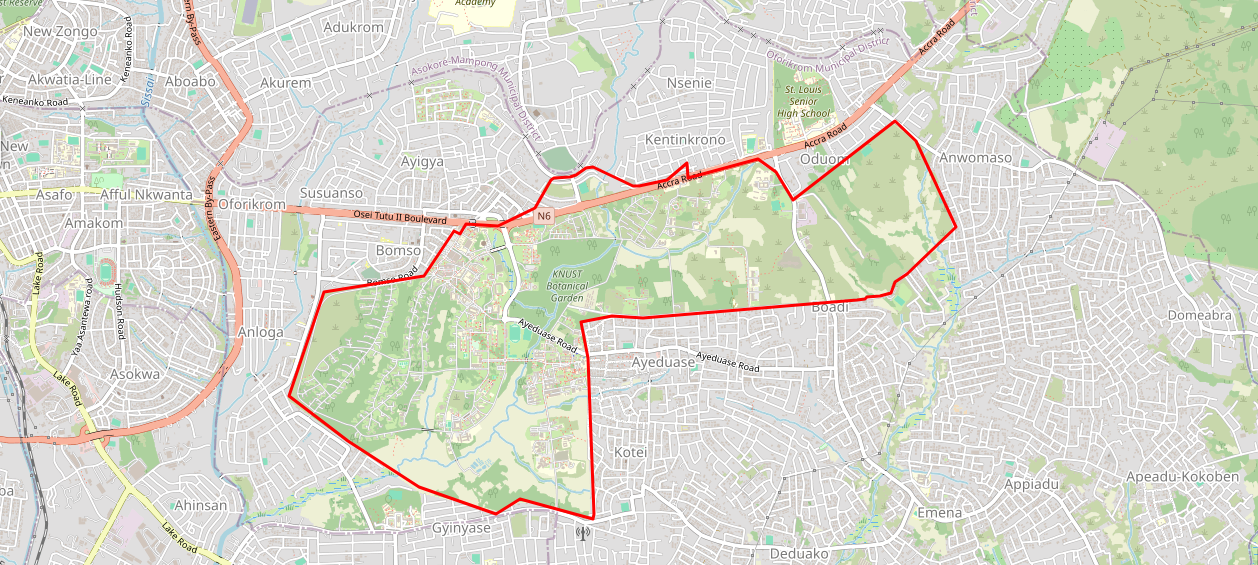 Academy
New Zongo
Adukrom
Accra Road
Oforikrom Municipal District
Asokore-Mampong Municipal District
Akwatia-Line
Keneanko Road
Aboabo
Akurem
Nsenie
Sissai
Keneanko Road
St. Louis
Senior
High School
Kentinkrono
Accra Road
New
Ayigya
Anwomaso
Asafo
Afful Nkwanta
Susuanso
Accra Road
Eastern By-Pass
Oforikrom
Osei Tutu II Boulevard
N6
Amakom
Bomso
Lake Road
Hudson Road
Yaa Asantewa road
KNUST
Botanical
Garden
Boadi
Domeabra
Anloga
Ayeduase Road
Ayeduase
Ayeduase Road
Asokwa
Lake Road
Kotei
Apeadu-Kokoben
Appiadu
Ahinsan
Emena
Gyinyase
Lake Road
Deduako